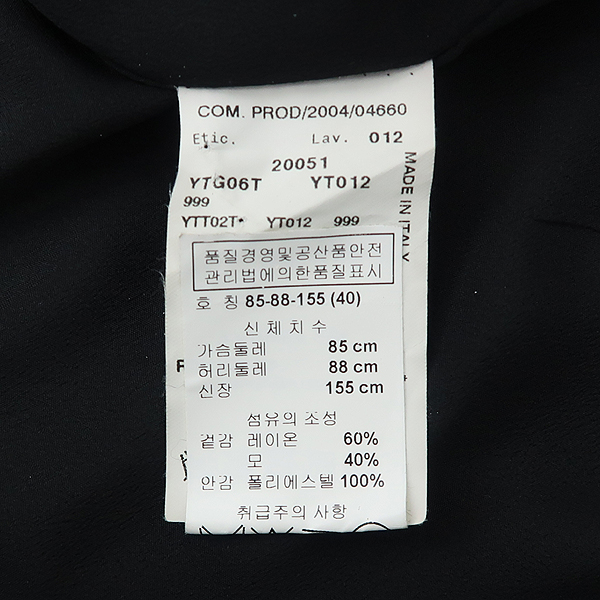 COM. PROD/2004/04660
Etic. Lav. 012
20051
YTG06T YT012
999
YTT02T* YT012 999
MADE IN ITALY
품질경영및공산품안전
관리법에의한품질표시
호 칭 85-88-155 (40)
신체치수
가슴둘레 85 cm
허리둘레 88 cm
신장 155 cm
섬유의 조성
겉감 레이온 60%
모 40%
안감 폴리에스텔 100%
취급주의 사항